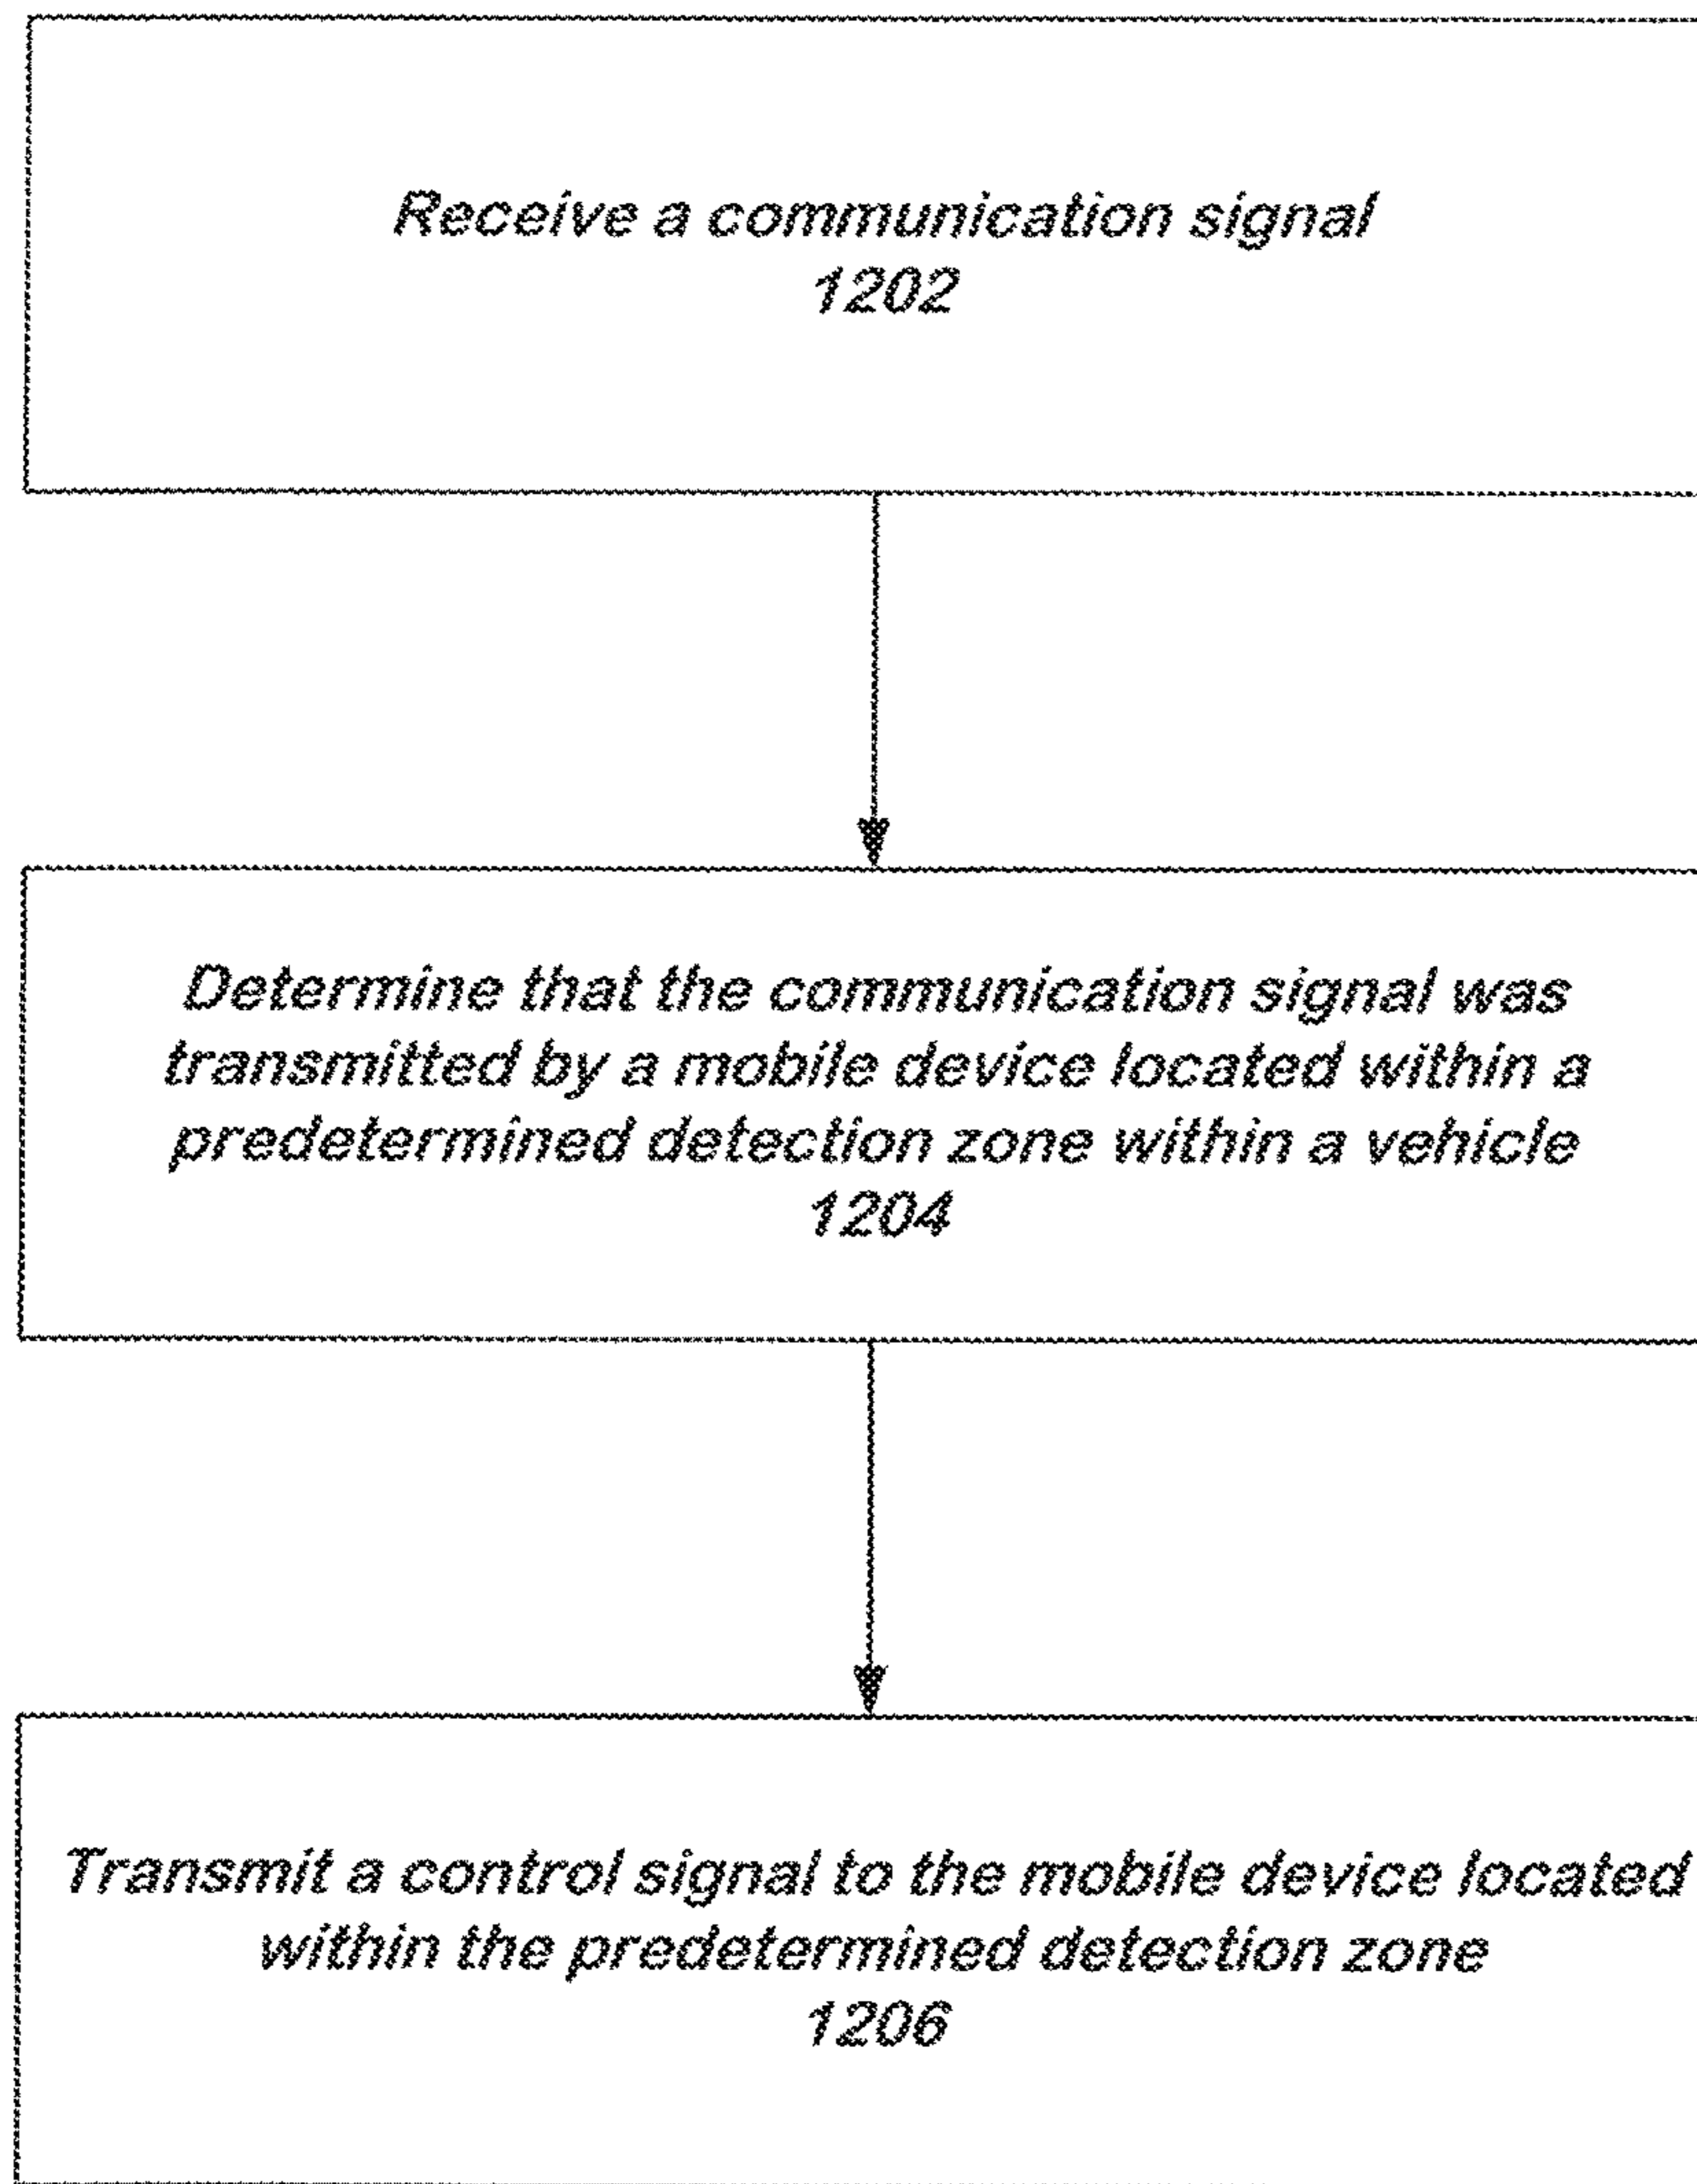 Receive a communication signal
1202
Determine that the communication signal was
transmitted by a mobile device located within a
predetermined detection zone within a vehicle
1204
Transmit a control signal to the mobile device located
within the predetermined detection zone
1206